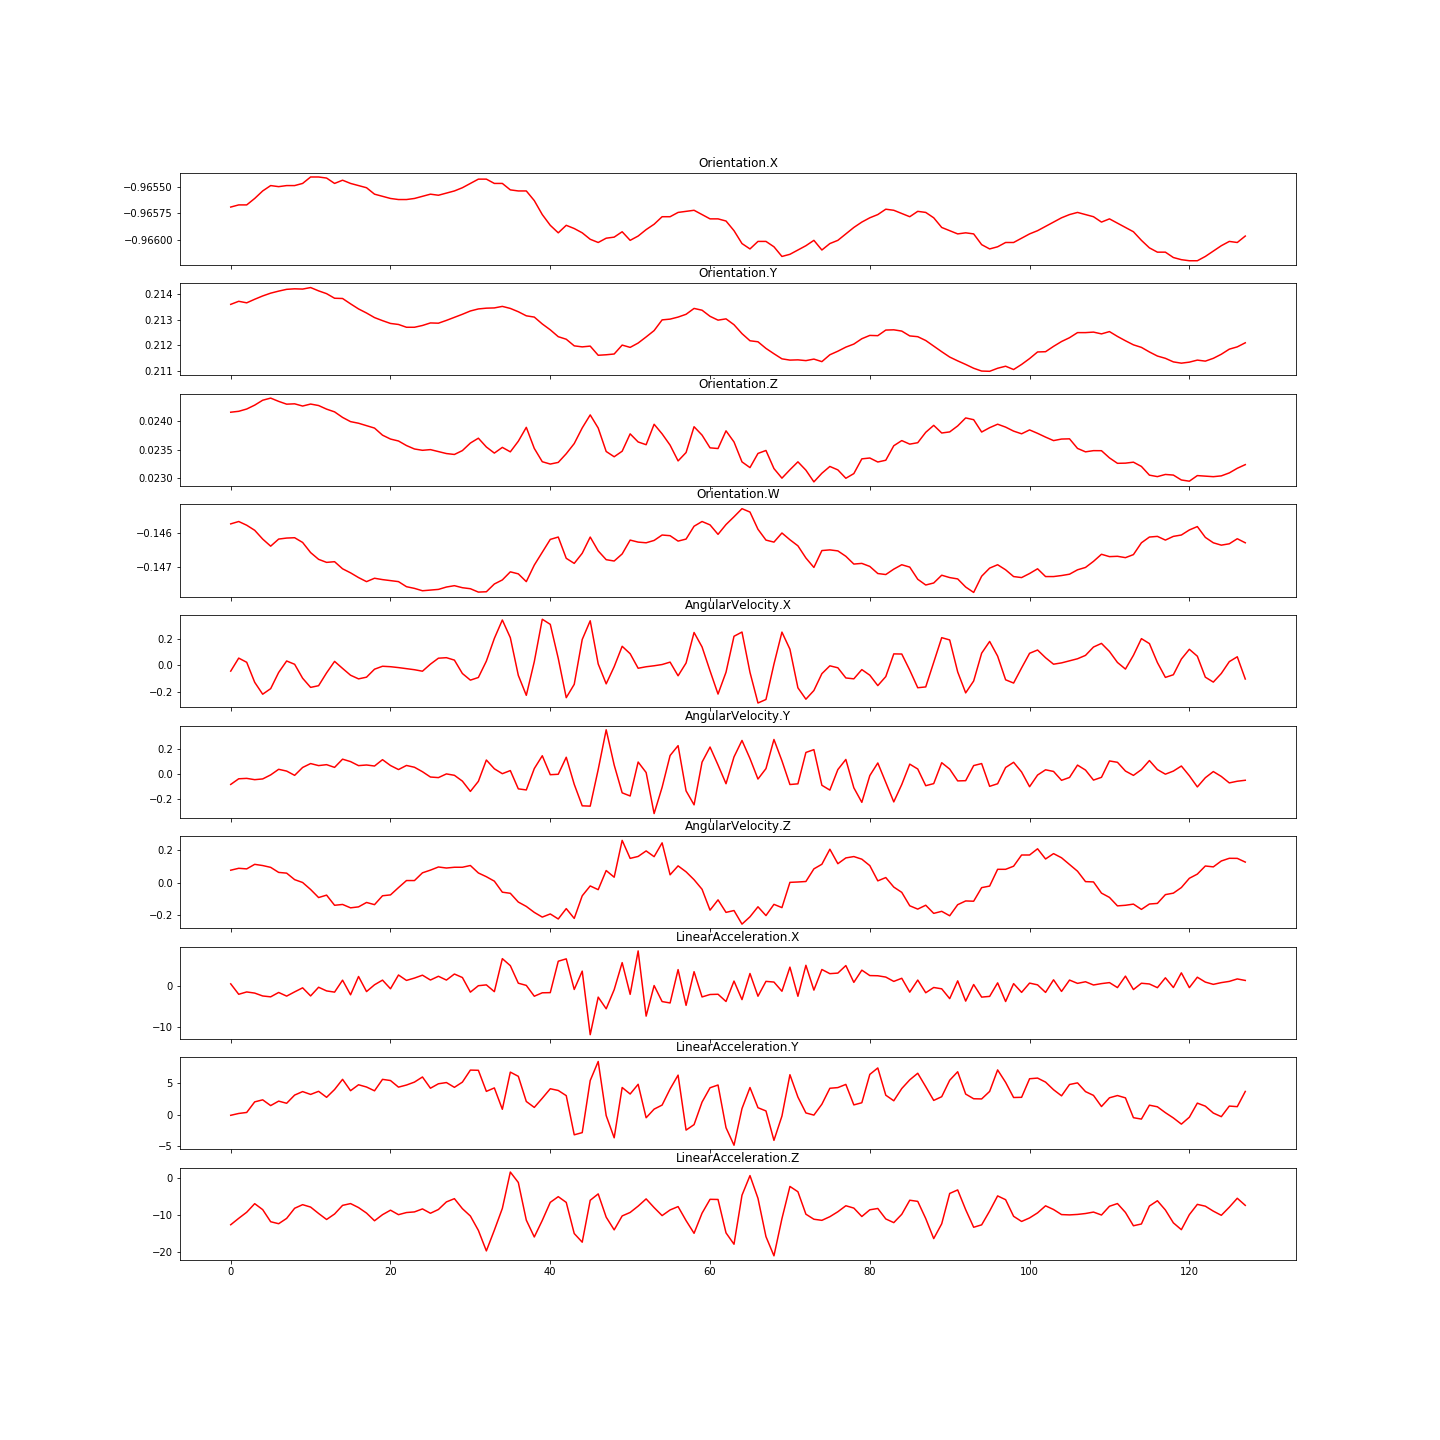 Orientation.X
−0.96550
−0.96575
−0.96600
Orientation.Y
0.214
0.213
0.212
0.211
Orientation.Z
0.0240
0.0235
0.0230
Orientation.W
−0.146
−0.147
AngularVelocity.X
0.2
0.0
−0.2
AngularVelocity.Y
0.2
0.0
−0.2
AngularVelocity.Z
0.2
0.0
−0.2
LinearAcceleration.X
0
−10
LinearAcceleration.Y
5
0
−5
LinearAcceleration.Z
0
−10
−20
0 20 40 60 80 100 120